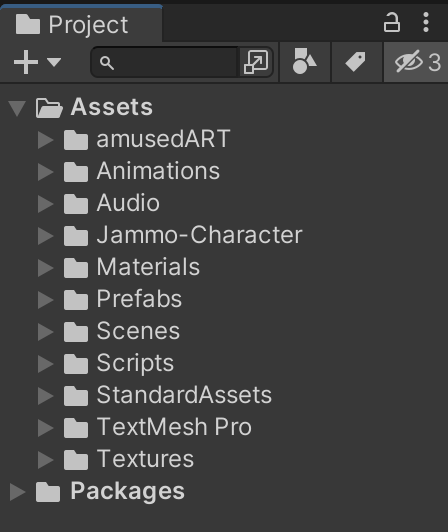 Project
3
Assets
amusedART
Animations
Audio
Jammo-Character
Materials
Prefabs
Scenes
Scripts
StandardAssets
TextMesh Pro
Textures
Packages